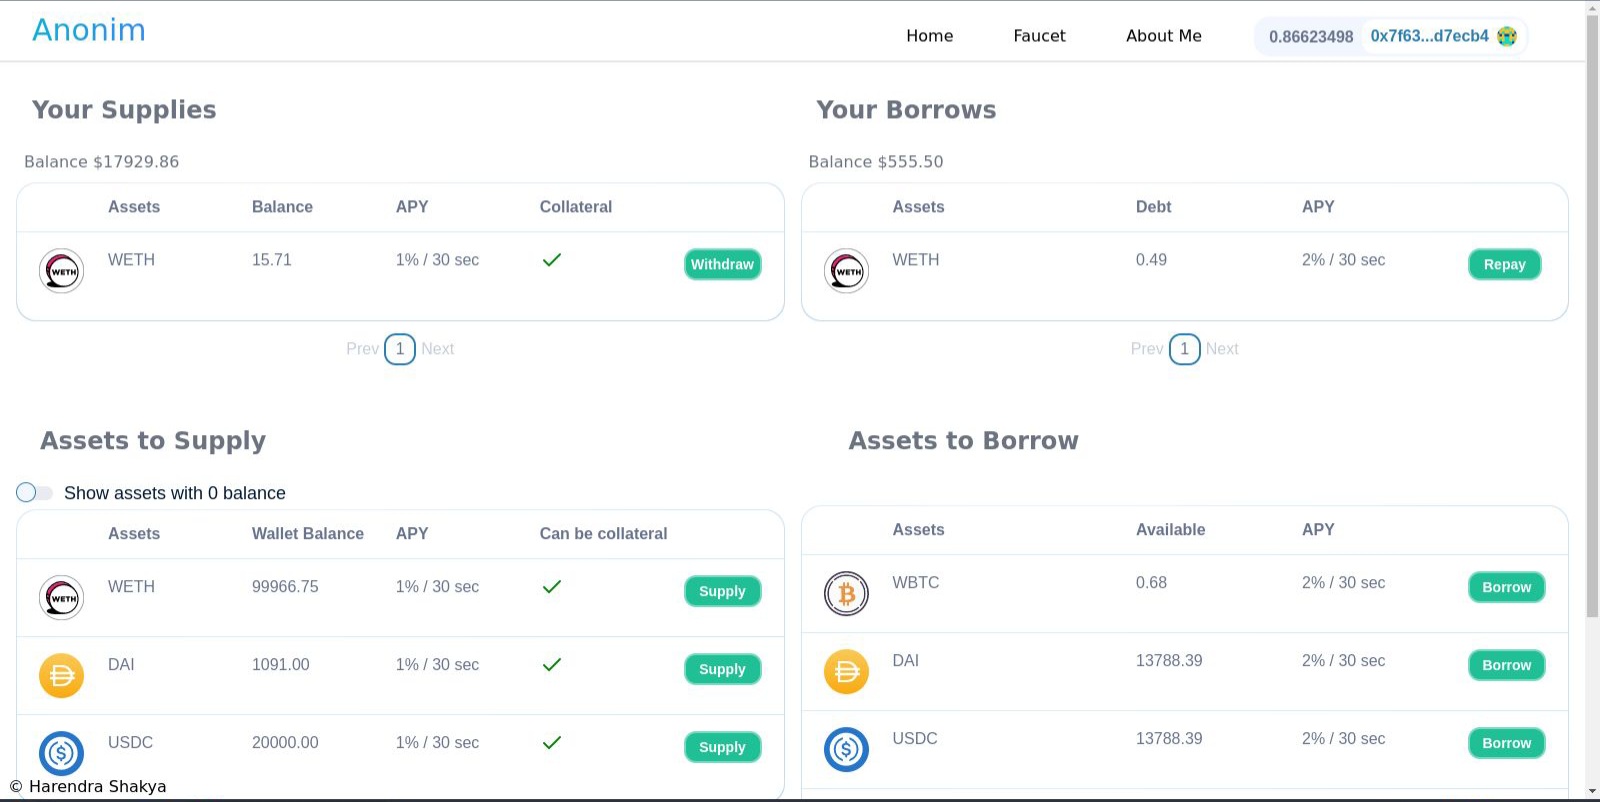 Anonim
Home Faucet About Me 0.86623498 0x7f63...d7ecb4
Your Supplies
Balance $17929.86
Assets Balance APY Collateral
WETH WETH 15.71 1% / 30 sec Withdraw
Prev 1 Next
Your Borrows
Balance $555.50
Assets Debt APY
WETH WETH 0.49 2% / 30 sec Repay
Prev 1 Next
Assets to Supply
Show assets with 0 balance
Assets Wallet Balance APY Can be collateral
WETH WETH 99966.75 1% / 30 sec Supply
DAI 1091.00 1% / 30 sec Supply
USDC 20000.00 1% / 30 sec Supply
Assets to Borrow
Assets Available APY
WBTC 0.68 2% / 30 sec Borrow
DAI 13788.39 2% / 30 sec Borrow
USDC 13788.39 2% / 30 sec Borrow
© Harendra Shakya